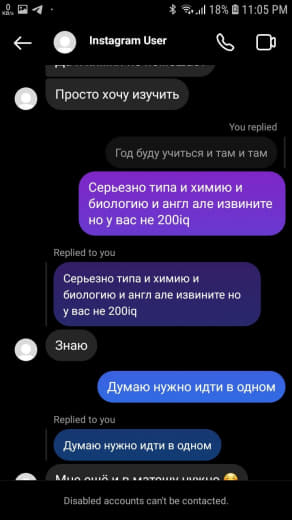 0
KB/s
18%
11:05 PM
Instagram User
Просто хочу изучить
You replied
Год буду учиться и там и там
Серьезно типа и химию и
биологию и англ але извините
но у вас не 200iq
Replied to you
Серьезно типа и химию и
биологию и англ але извините но
у вас не 200iq
Знаю
Думаю нужно идти в одном
Replied to you
Думаю нужно идти в одном
Мне ещё и в матешу нужно
Disabled accounts can't be contacted.